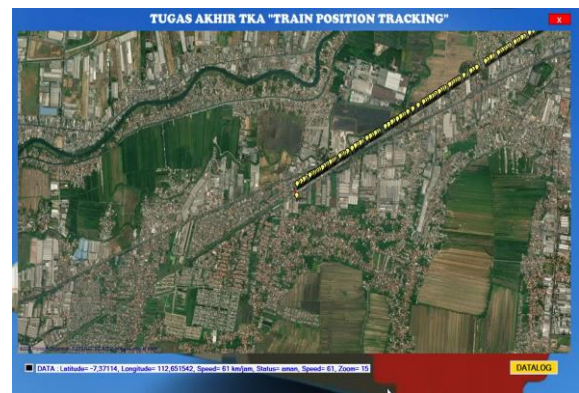 TUGAS AKHIR TKA "TRAIN POSITION TRACKING"
X
DATA : Latitude= -7,37114, Longitude= 112,651542, Speed= 61 km/jam, Status= aman, Speed= 61, Zoom= 15
DATALOG